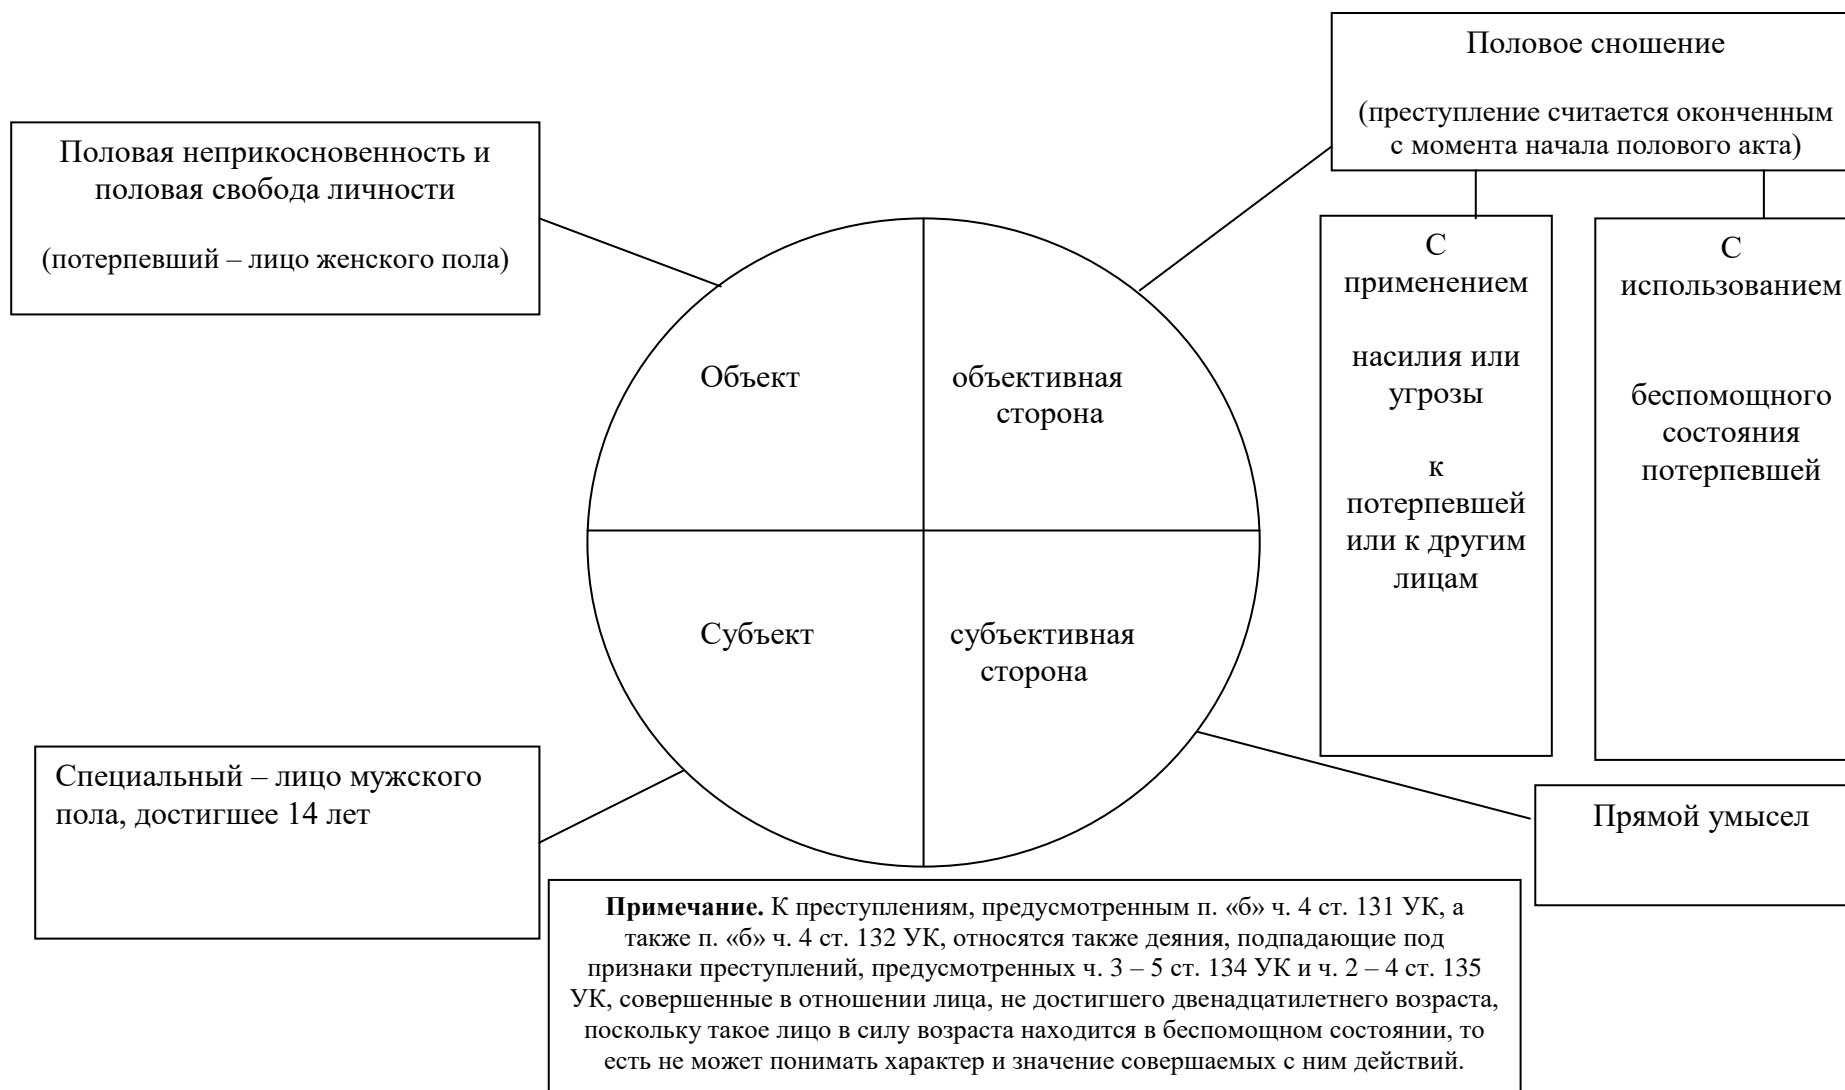 Половое сношение
(преступление считается оконченным
с момента начала полового акта)
Половая неприкосновенность и
половая свобода личности
(потерпевший – лицо женского пола)
С
применением
насилия или
угрозы
к
потерпевшей
или к другим
лицам
С
использованием
беспомощного
состояния
потерпевшей
Объект
объективная
сторона
Субъект
субъективная
сторона
Специальный – лицо мужского
пола, достигшее 14 лет
Прямой умысел
Примечание. К преступлениям, предусмотренным п. «б» ч. 4 ст. 131 УК, а
также п. «б» ч. 4 ст. 132 УК, относятся также деяния, подпадающие под
признаки преступлений, предусмотренных ч. 3 – 5 ст. 134 УК и ч. 2 – 4 ст. 135
УК, совершенные в отношении лица, не достигшего двенадцатилетнего возраста,
поскольку такое лицо в силу возраста находится в беспомощном состоянии, то
есть не может понимать характер и значение совершаемых с ним действий.